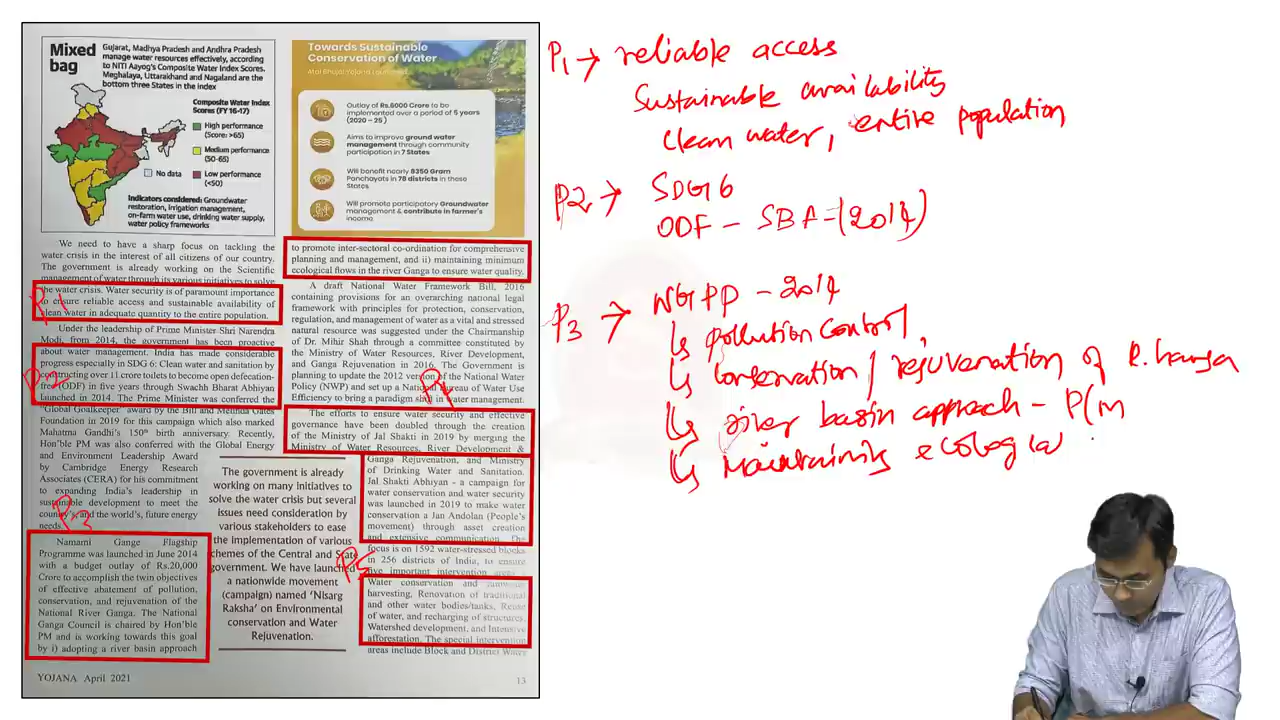 Mixed
bag
Gujarat, Madhya Pradesh and Andhra Pradesh
manage water resources effectively, according
to NITI Aayog's Composite Water Index Scores.
Meghalaya, Uttarakhand and Nagaland are the
bottom three States in the index
Composite Water Index
Scores (FY 16-17)
High performance
(Score: >65)
Medium performance
(50-65)
No data
Low performance
(<50)
Indicators considered: Groundwater
restoration, Irrigation management,
on-farm water use, drinking water supply,
water policy frameworks
Towards Sustainable
Conservation of Water
Outlay of Rs.6000 Crore to be
implemented over a period of 5 years
(2020 - 25)
Aims to improve ground water
management through community
participation in 7 States
Will benefit nearly 8350 Gram
Panchayats in 78 districts in these
States
Will promote participatory Groundwater
management & contribute in farmer's
income
We need to have a sharp focus on tackling the
water crisis in the interest of all citizens of our country.
The government is already working on the Scientific
management of water through its various initiatives to solve
the water crisis. Water security is of paramount importance
to ensure reliable access and sustainable availability of
clean water in adequate quantity to the entire population.
Under the leadership of Prime Minister Shri Narendra
Modi, from 2014, the government has been proactive
about water management. India has made considerable
progress especially in SDG 6: Clean water and sanitation by
constructing over 11 crore toilets to become open defecation-
free (ODF) in five years through Swachh Bharat Abhiyan
launched in 2014. The Prime Minister was conferred the
"Global Goalkeeper" award by the Bill and Melinda Gates
Foundation in 2019 for this campaign which also marked
Mahatma Gandhi's 150th birth anniversary. Recently,
Hon'ble PM was also conferred with the Global Energy
and Environment Leadership Award
by Cambridge Energy Research
Associates (CERA) for his commitment
to expanding India's leadership in
sustainable development to meet the
country's and the world's, future energy
needs.
Namami Gange Flagship
Programme was launched in June 2014
with a budget outlay of Rs.20,000
Crore to accomplish the twin objectives
of effective abatement of pollution,
conservation, and rejuvenation of the
National River Ganga. The National
Ganga Council is chaired by Hon'ble
PM and is working towards this goal
by i) adopting a river basin approach
The government is already
working on many initiatives to
solve the water crisis but several
issues need consideration by
various stakeholders to ease
the implementation of various
schemes of the Central and State
government. We have launched
a nationwide movement
(campaign) named 'Nisarg
Raksha' on Environmental
conservation and Water
Rejuvenation.
to promote inter-sectoral co-ordination for comprehensive
planning and management, and ii) maintaining minimum
ecological flows in the river Ganga to ensure water quality.
A draft National Water Framework Bill, 2016
containing provisions for an overarching national legal
framework with principles for protection, conservation,
regulation, and management of water as a vital and stressed
natural resource was suggested under the Chairmanship
of Dr. Mihir Shah through a committee constituted by
the Ministry of Water Resources, River Development,
and Ganga Rejuvenation in 2016. The Government is
planning to update the 2012 version of the National Water
Policy (NWP) and set up a National Bureau of Water Use
Efficiency to bring a paradigm shift in water management.
The efforts to ensure water security and effective
governance have been doubled through the creation
of the Ministry of Jal Shakti in 2019 by merging the
Ministry of Water Resources, River Development &
Ganga Rejuvenation, and Ministry
of Drinking Water and Sanitation.
Jal Shakti Abhiyan - a campaign for
water conservation and water security
was launched in 2019 to make water
conservation a Jan Andolan (People's
movement) through asset creation
and extensive communication. The
focus is on 1592 water-stressed blocks
in 256 districts of India, to ensure
five important intervention areas
Water conservation and
harvesting, Renovation of traditional
and other water bodies/tanks, Reuse
of water, and recharging of structures,
Watershed development, and Intensive
afforestation. The special intervention
areas include Block and District Water
YOJANA April 2021
13
P1
P2
P3
P4
P5
P1 → reliable access
Sustainable availability
clean water, entire population
P2 → SDG 6
ODF - SBA - (2014)
P3 → NGPP - 2014
↳ pollution control
↳ conservation / rejuvenation of R. Ganga
↳ river basin approach - P(m
↳ Maintaining ecologia